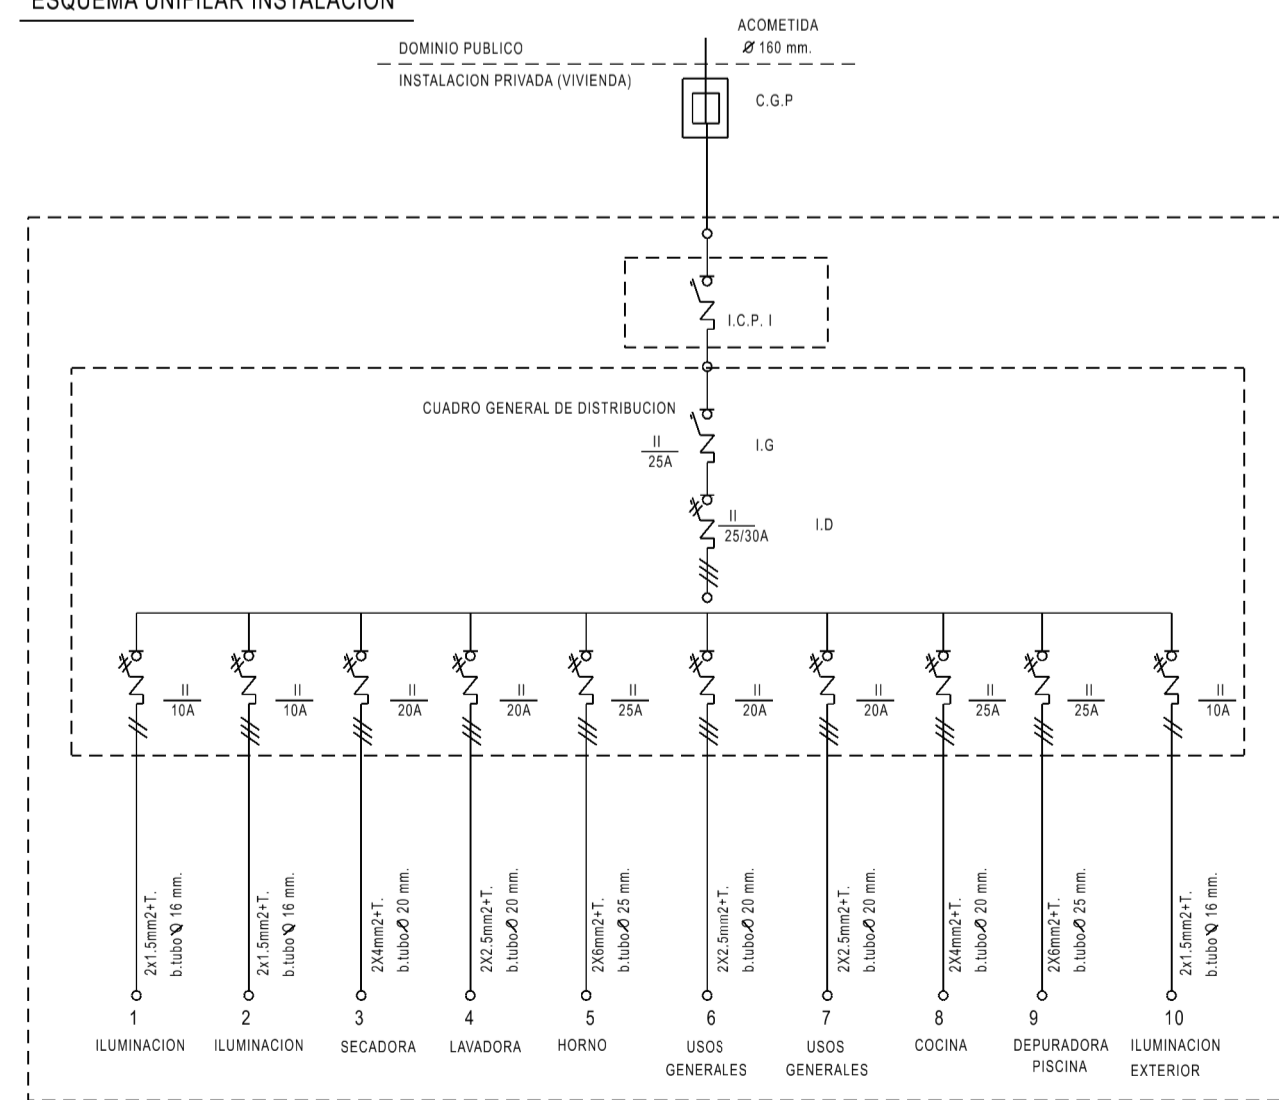 ESQUEMA UNIFILAR INSTALACION
ACOMETIDA
Ø 160 mm.
DOMINIO PUBLICO
INSTALACION PRIVADA (VIVIENDA)
C.G.P
I.C.P. I
CUADRO GENERAL DE DISTRIBUCION
II
25A
I.G
II
25/30A
I.D
II
10A
II
10A
II
20A
II
20A
II
25A
II
20A
II
20A
II
25A
II
25A
II
10A
2x1.5mm2+T.
b.tubo Ø 16 mm.
2x1.5mm2+T.
b.tubo Ø 16 mm.
2X4mm2+T.
b.tubo Ø 20 mm.
2X2.5mm2+T.
b.tubo Ø 20 mm.
2X6mm2+T.
b.tubo Ø 25 mm.
2X2.5mm2+T.
b.tubo Ø 20 mm.
2X2.5mm2+T.
b.tubo Ø 20 mm.
2X4mm2+T.
b.tubo Ø 20 mm.
2X6mm2+T.
b.tubo Ø 25 mm.
2x1.5mm2+T.
b.tubo Ø 16 mm.
1
ILUMINACION
2
ILUMINACION
3
SECADORA
4
LAVADORA
5
HORNO
6
USOS
GENERALES
7
USOS
GENERALES
8
COCINA
9
DEPURADORA
PISCINA
10
ILUMINACION
EXTERIOR